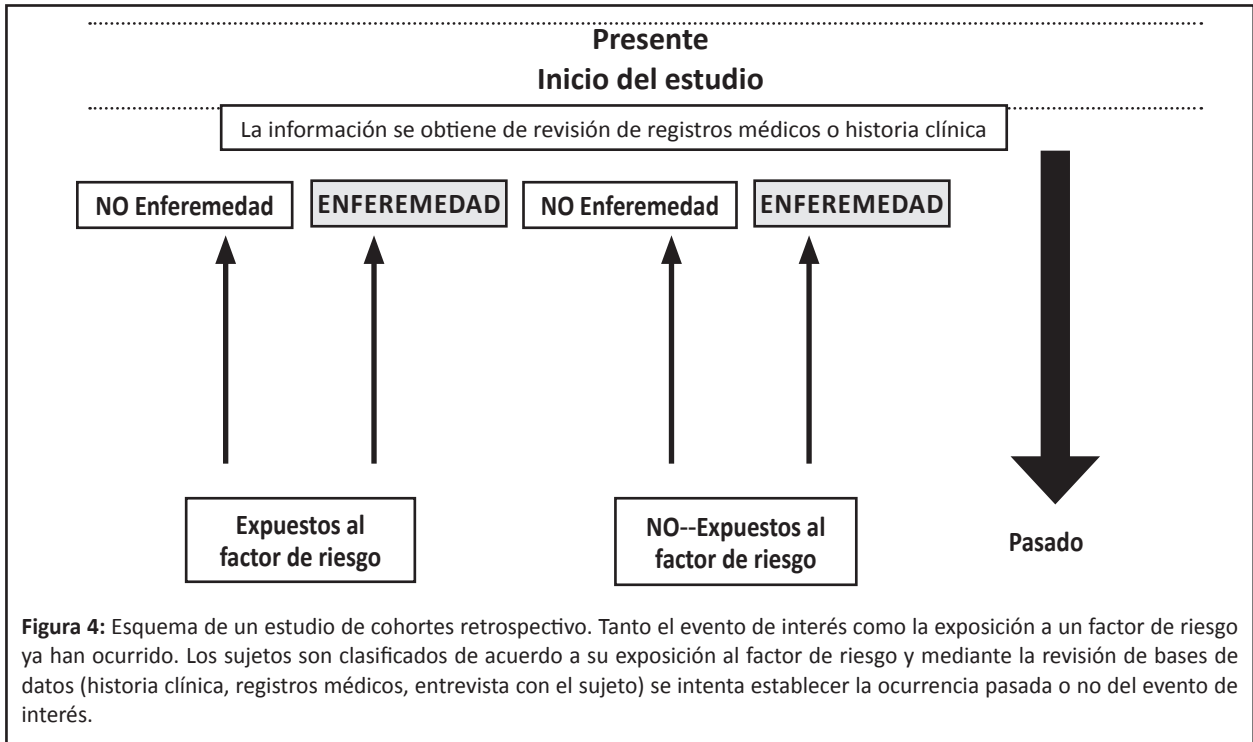 Presente
Inicio del estudio
La información se obtiene de revisión de registros médicos o historia clínica
NO Enferemedad
ENFEREMEDAD
NO Enferemedad
ENFEREMEDAD
Expuestos al
factor de riesgo
NO--Expuestos al
factor de riesgo
Pasado
Figura 4: Esquema de un estudio de cohortes retrospectivo. Tanto el evento de interés como la exposición a un factor de riesgo
ya han ocurrido. Los sujetos son clasificados de acuerdo a su exposición al factor de riesgo y mediante la revisión de bases de
datos (historia clínica, registros médicos, entrevista con el sujeto) se intenta establecer la ocurrencia pasada o no del evento de
interés.